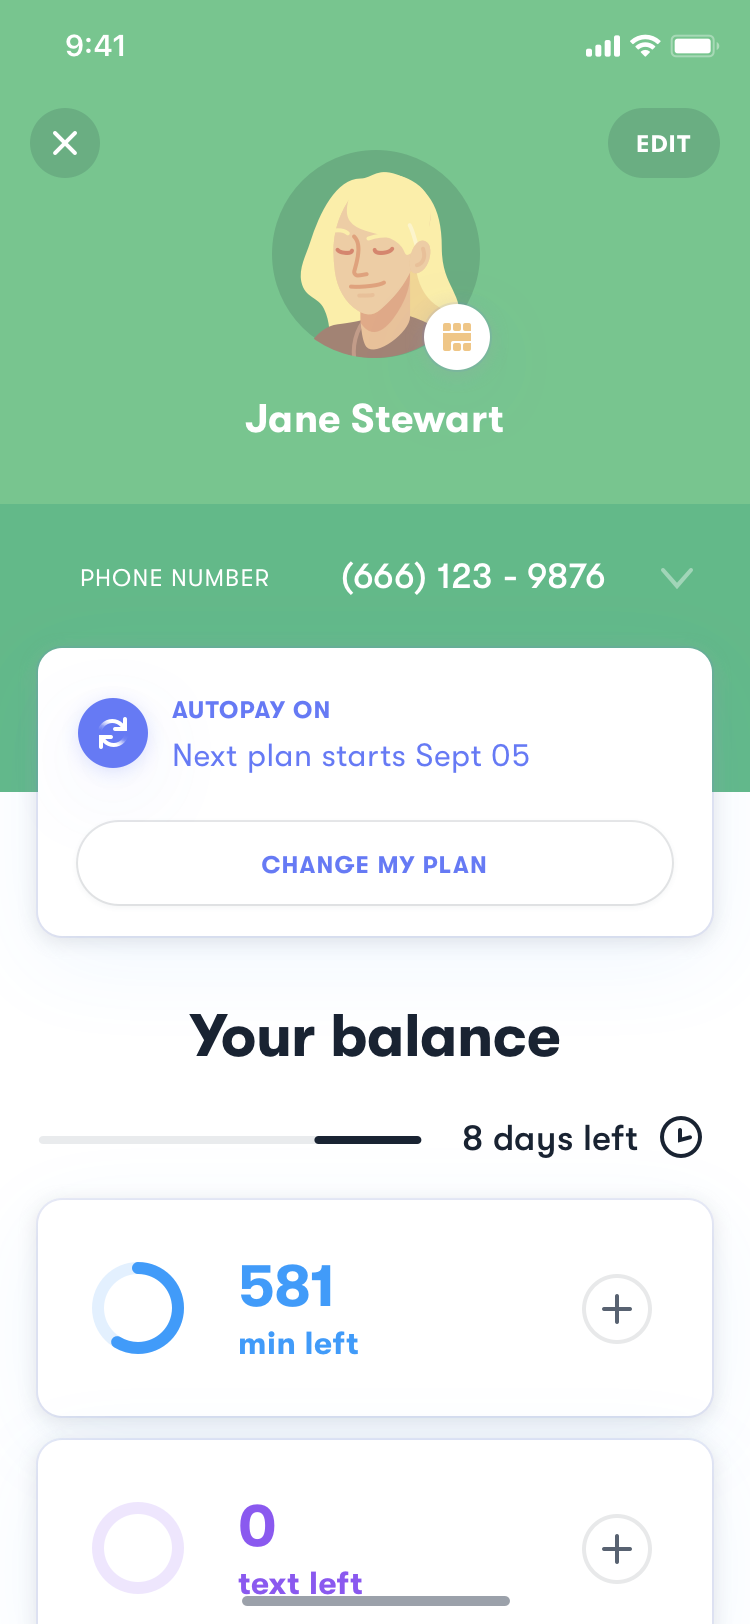 9:41
EDIT
Jane Stewart
PHONE NUMBER (666) 123 - 9876
AUTOPAY ON
Next plan starts Sept 05
CHANGE MY PLAN
Your balance
8 days left
581
min left
0
text left